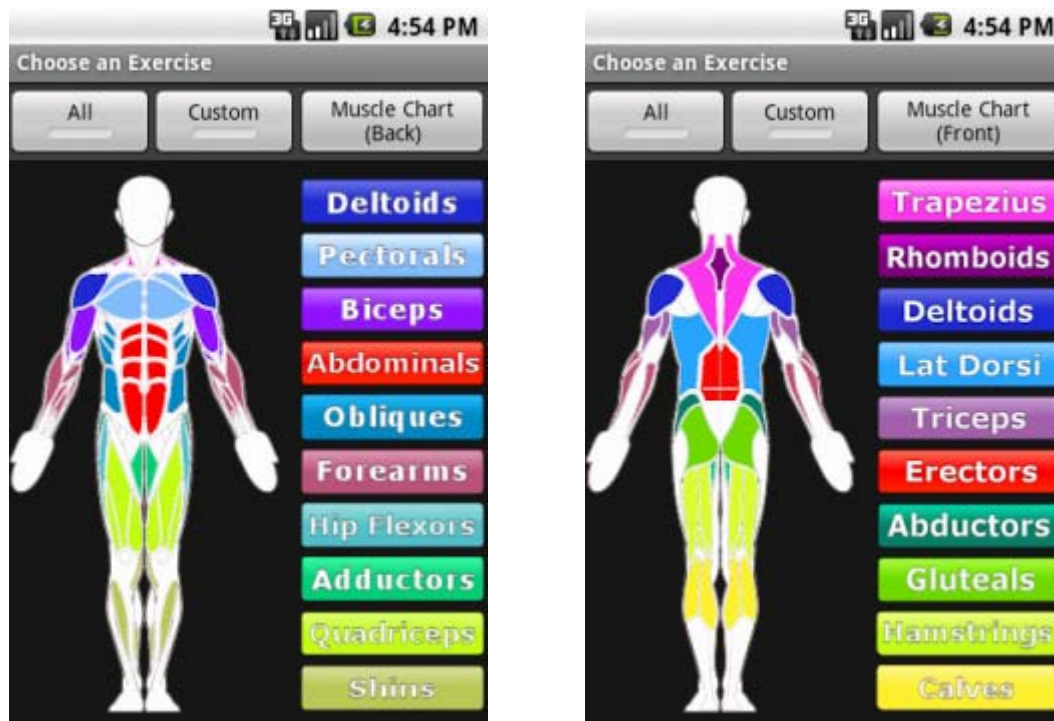 3G
4:54 PM
Choose an Exercise
All
Custom
Muscle Chart
(Back)
Deltoids
Pectorals
Biceps
Abdominals
Obliques
Forearms
Hip Flexors
Adductors
Quadriceps
Shins
3G
4:54 PM
Choose an Exercise
All
Custom
Muscle Chart
(Front)
Trapezius
Rhomboids
Deltoids
Lat Dorsi
Triceps
Erectors
Abductors
Gluteals
Hamstrings
Calves